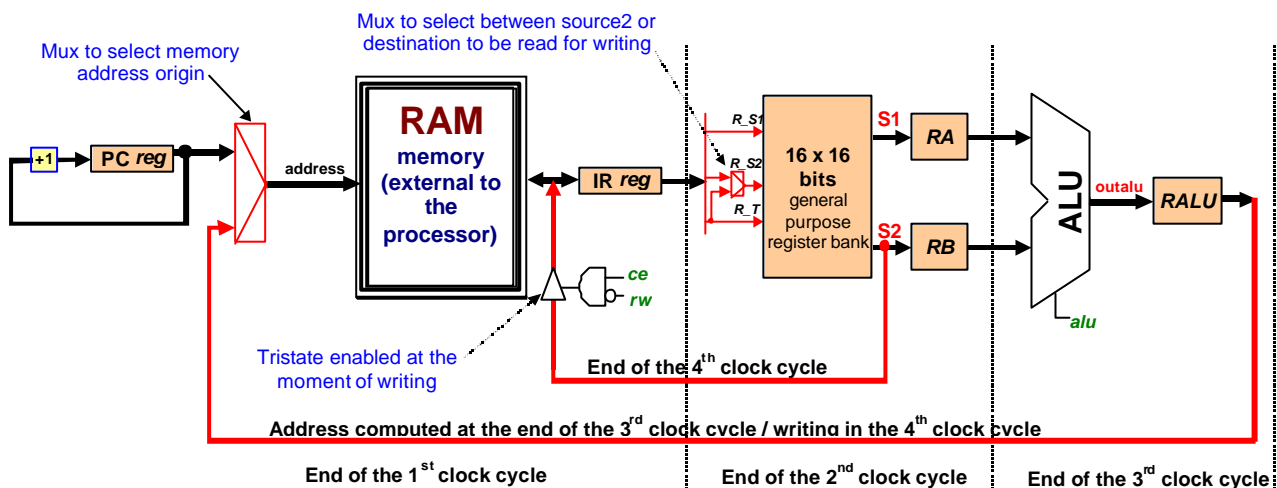 Mux to select between source2 or
destination to be read for writing
Mux to select memory
address origin
+1
PC reg
address
RAM
memory
(external to
the
processor)
IR reg
R_S1
R_S2
R_T
16 x 16
bits
general
purpose
register bank
S1
RA
S2
RB
ALU
outalu
RALU
alu
ce
rw
Tristate enabled at the
moment of writing
End of the 4th clock cycle
Address computed at the end of the 3rd clock cycle / writing in the 4th clock cycle
End of the 1st clock cycle
End of the 2nd clock cycle
End of the 3rd clock cycle